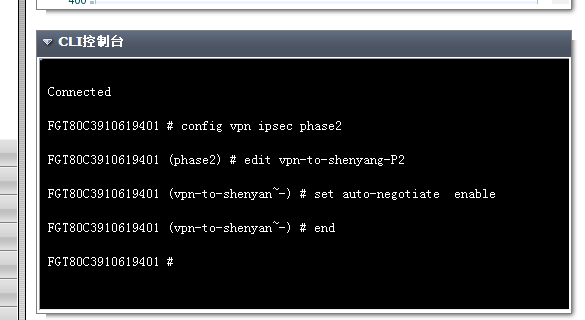 400
CLI控制台
Connected
FGT80C3910619401 # config vpn ipsec phase2
FGT80C3910619401 (phase2) # edit vpn-to-shenyang-P2
FGT80C3910619401 (vpn-to-shenyan~-) # set auto-negotiate  enable
FGT80C3910619401 (vpn-to-shenyan~-) # end
FGT80C3910619401 #